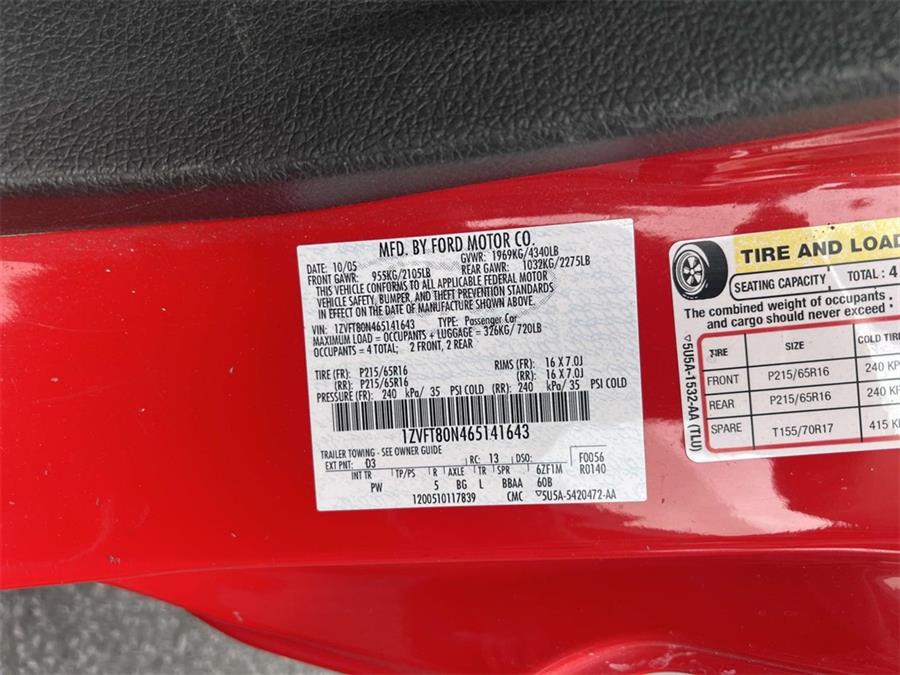 MFD. BY FORD MOTOR CO.
DATE: 10/05 GVWR: 1969KG/4340LB
FRONT GAWR: 955KG/2105LB REAR GAWR: 1032KG/2275LB
THIS VEHICLE CONFORMS TO ALL APPLICABLE FEDERAL MOTOR
VEHICLE SAFETY, BUMPER, AND THEFT PREVENTION STANDARDS
IN EFFECT ON THE DATE OF MANUFACTURE SHOWN ABOVE.
VIN: 1ZVFT80N465141643 TYPE: Passenger Car
MAXIMUM LOAD = OCCUPANTS + LUGGAGE = 326KG/720LB
OCCUPANTS = 4 TOTAL; 2 FRONT, 2 REAR
TIRE (FR): P215/65R16 RIMS (FR): 16 X 7.0J
(RR): P215/65R16 (RR): 16 X 7.0J
PRESSURE (FR): 240 kPa/ 35 PSI COLD (RR): 240 kPa/ 35 PSI COLD
1ZVFT80N465141643
TRAILER TOWING - SEE OWNER GUIDE
EXT PNT: D3 RC: 13 DSO: F0056
INT TR TP/PS R AXLE TR SPR 6ZF1M R0140
PW 5 BG L BBAA 60B
1200510117839 CMC ▽5U5A-5420472-AA
TIRE AND LOAD
SEATING CAPACITY TOTAL : 4
The combined weight of occupants
and cargo should never exceed :
TIRE SIZE COLD TIRE
FRONT P215/65R16 240 KP
REAR P215/65R16 240 KP
SPARE T155/70R17 415 K
▽5U5A-1532-AA (TLU)